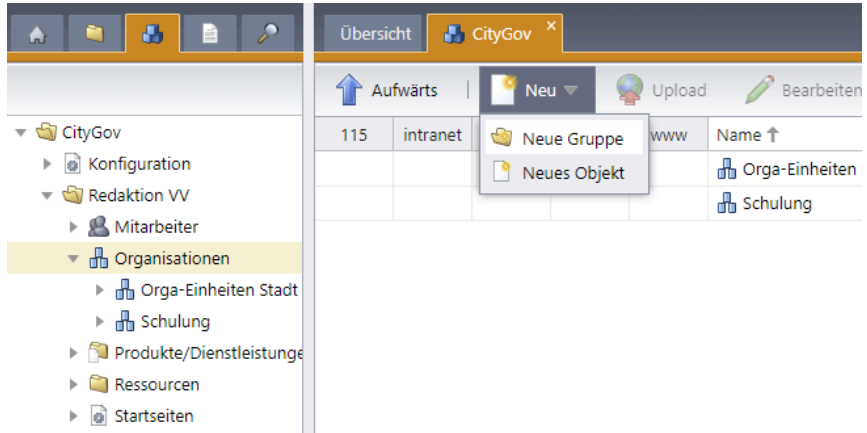 Übersicht CityGov
Aufwärts Neu Upload Bearbeiten
115 intranet www Name
Neue Gruppe
Neues Objekt
Orga-Einheiten
Schulung
CityGov
Konfiguration
Redaktion VV
Mitarbeiter
Organisationen
Orga-Einheiten Stadt
Schulung
Produkte/Dienstleistunge
Ressourcen
Startseiten